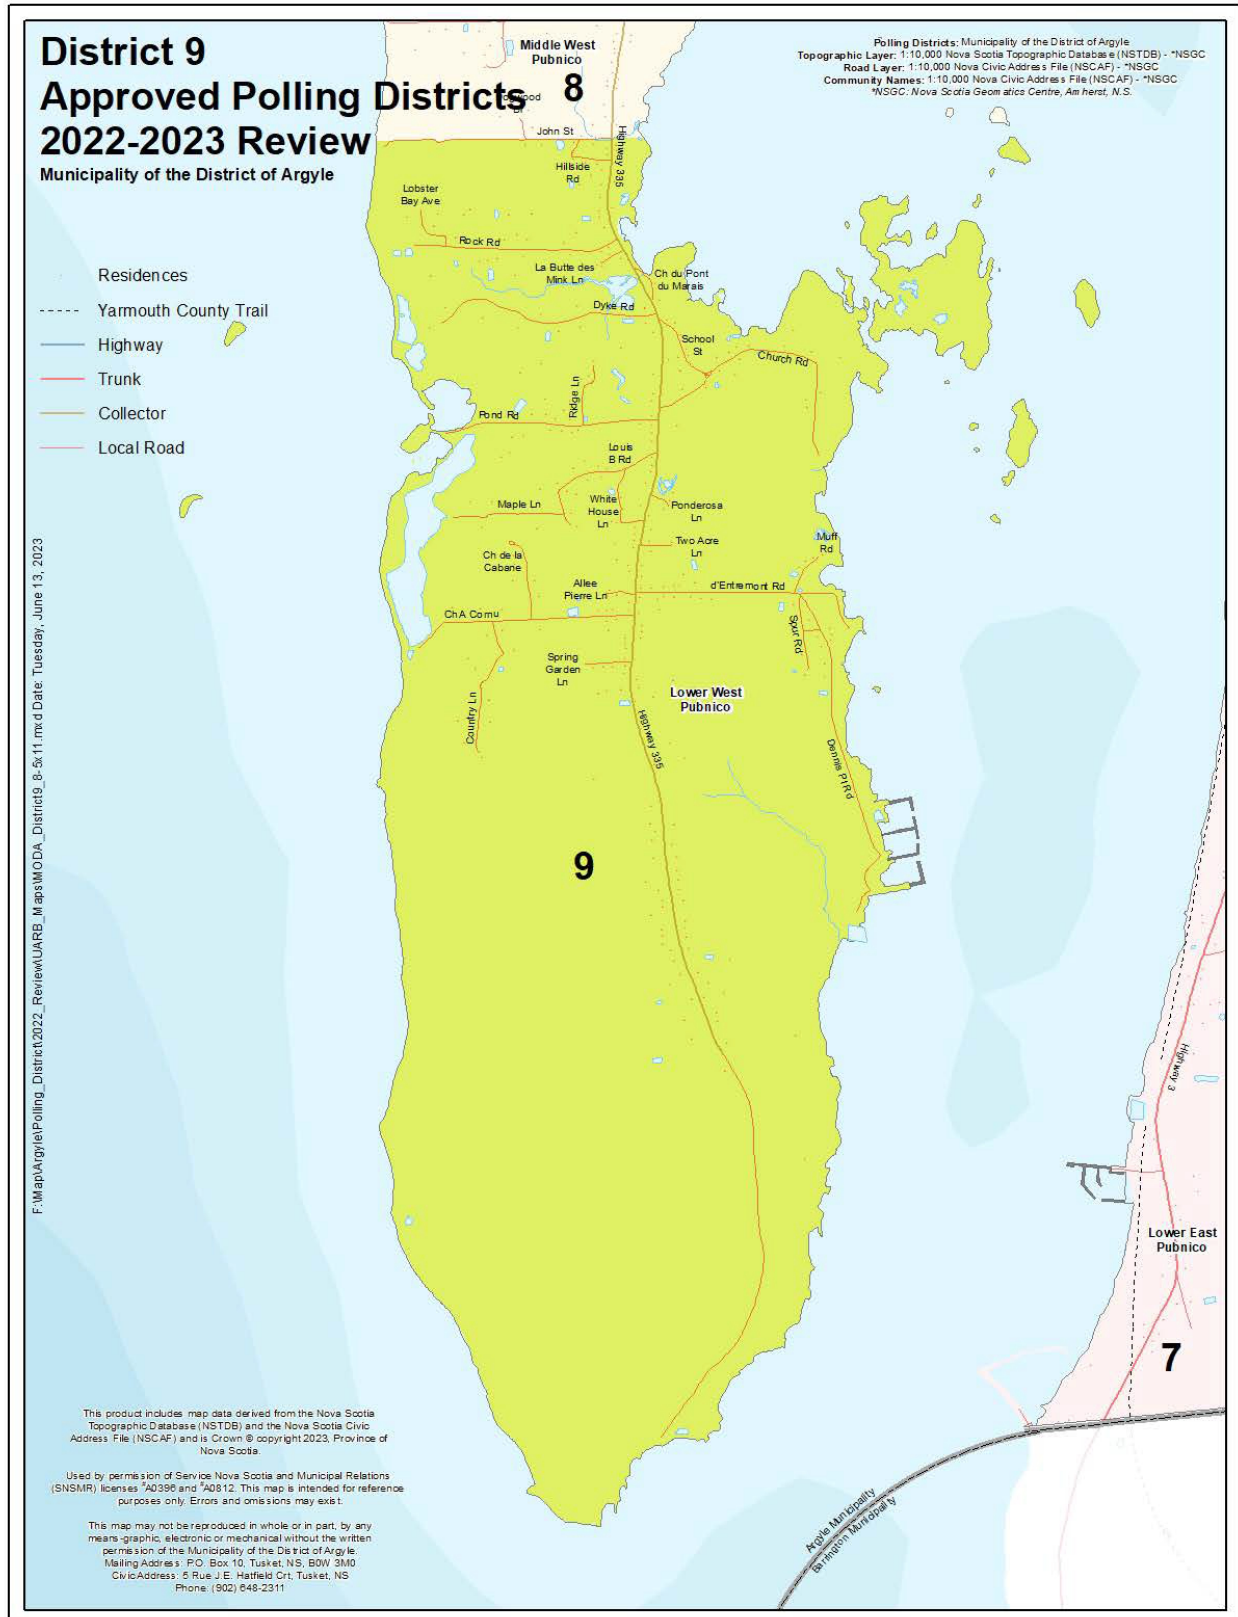 District 9
Approved Polling Districts
2022-2023 Review
Municipality of the District of Argyle
Polling Districts: Municipality of the District of Argyle
Topographic Layer: 1:10,000 Nova Scotia Topographic Database (NSTDB) - *NSGC
Road Layer: 1:10,000 Nova Civic Address File (NSCAF) - *NSGC
Community Names: 1:10,000 Nova Civic Address File (NSCAF) - *NSGC
*NSGC: Nova Scotia Geomatics Centre, Amherst, N.S.
Middle West
Pubnico
8
Dr
John St
Highway 335
Hillside
Rd
Lobster
Bay Ave
Rock Rd
La Butte des
Mink Ln
Ch du Pont
du Marais
Dyke Rd
School
St
Church Rd
Ridge Ln
Pond Rd
Louis
B Rd
Maple Ln
White
House
Ln
Ponderosa
Ln
Two Acre
Ln
Muff
Rd
Ch de la
Cabane
Allee
Pierre Ln
d'Entremont Rd
Ch A Cornu
Spur Rd
Spring
Garden
Ln
Lower West
Pubnico
Country Ln
Highway 335
Dennis Pt Rd
9
Residences
Yarmouth County Trail
Highway
Trunk
Collector
Local Road
F:\Map\Argyle\Polling_District\2022_Review\UARB_Maps\MODA_District9_8-5x11.mxd Date: Tuesday, June 13, 2023
Highway 3
Lower East
Pubnico
7
Argyle Municipality
Barrington Municipality
This product includes map data derived from the Nova Scotia
Topographic Database (NSTDB) and the Nova Scotia Civic
Address File (NSCAF) and is Crown © copyright 2023, Province of
Nova Scotia.
Used by permission of Service Nova Scotia and Municipal Relations
(SNSMR) licenses #A0396 and #A0812. This map is intended for reference
purposes only. Errors and omissions may exist.
This map may not be reproduced in whole or in part, by any
means-graphic, electronic or mechanical without the written
permission of the Municipality of the District of Argyle.
Mailing Address: P.O. Box 10, Tusket, NS, B0W 3M0
Civic Address: 5 Rue J.E. Hatfield Crt, Tusket, NS
Phone: (902) 648-2311